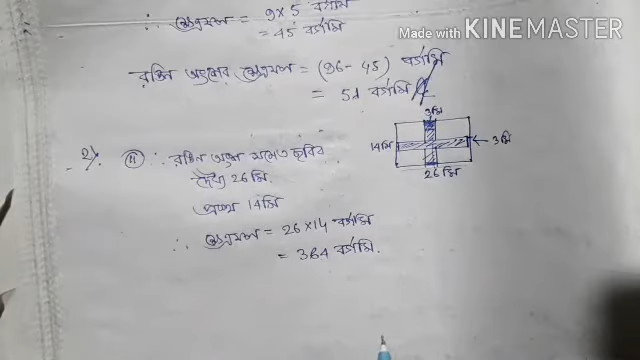 Made with KINEMASTER
∴ ক্ষেত্রফল = 9 × 5 বর্গমি
= 45 বর্গমি
রঙিন অংশের ক্ষেত্রফল = (96 - 45) বর্গমি
= 51 বর্গমি
3মি
14মি
3মি
26মি
2) (ii) ∴ রঙিন অংশ সমেত ছবির
দৈর্ঘ্য 26 মি.
প্রস্থ 14মি
∴ ক্ষেত্রফল = 26 × 14 বর্গমি
= 364 বর্গমি.